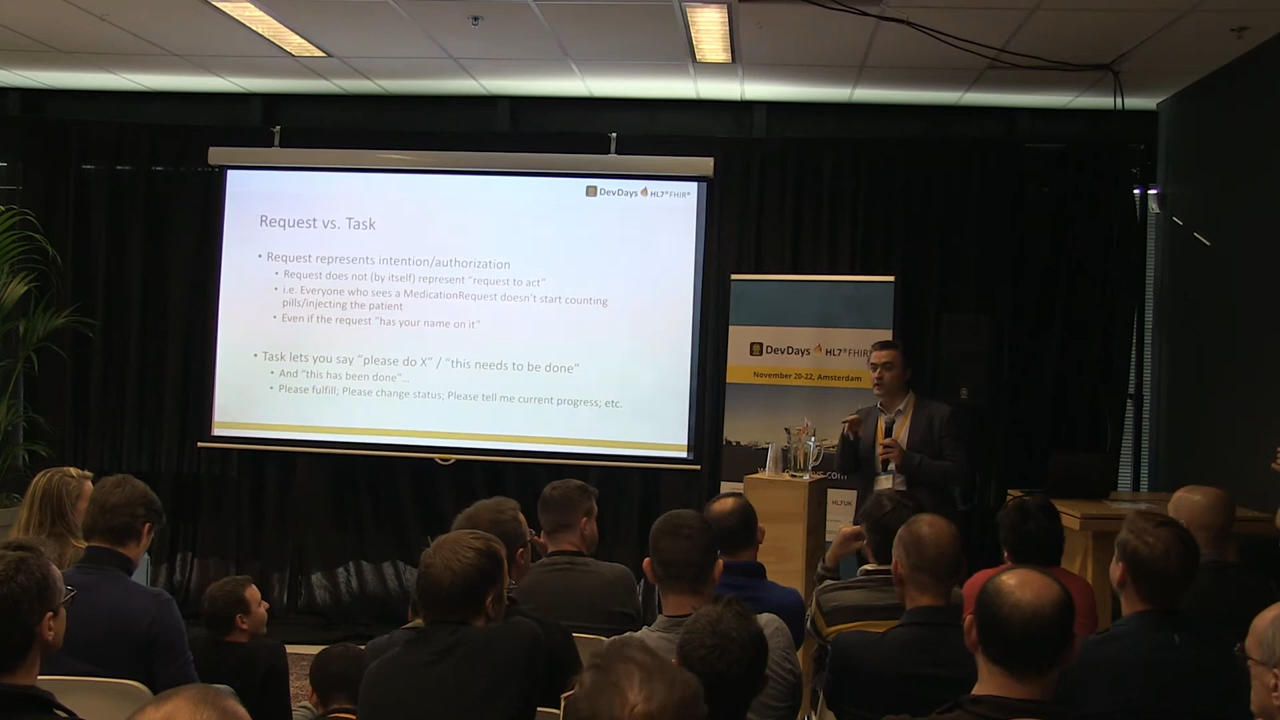 DevDays HL7® FHIR®
Request vs. Task
• Request represents intention/authorization
• Request does not (by itself) represent "request to act"
• i.e. Everyone who sees a MedicationRequest doesn't start counting
pills/injecting the patient
• Even if the request "has your name on it"
• Task lets you say "please do X" / "this needs to be done"
• And "this has been done"...
• Please fulfill; Please change status; Please tell me current progress; etc.
DevDays HL7® FHIR
November 20-22, Amsterdam
HL7UK